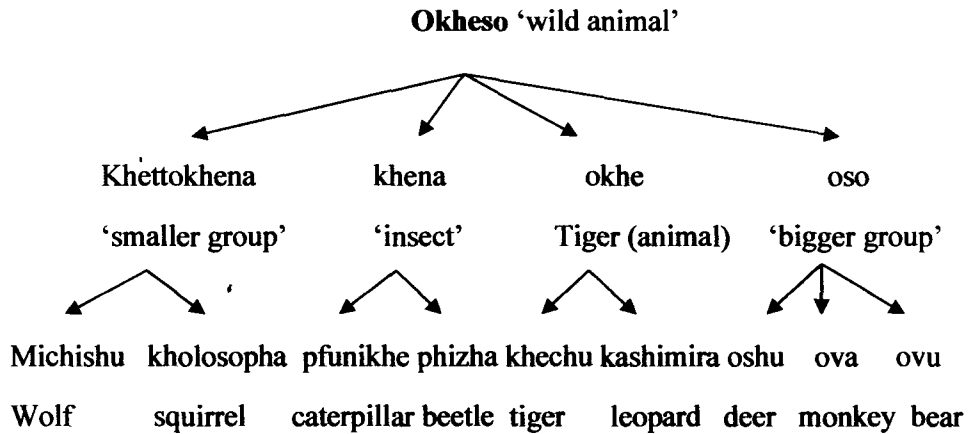 Okheso ‘wild animal’
Khettokhena khena okhe oso
‘smaller group’ ‘insect’ Tiger (animal) ‘bigger group’
Michishu kholosopha pfunikhe phizha khechu kashimira oshu ova ovu
Wolf squirrel caterpillar beetle tiger leopard deer monkey bear